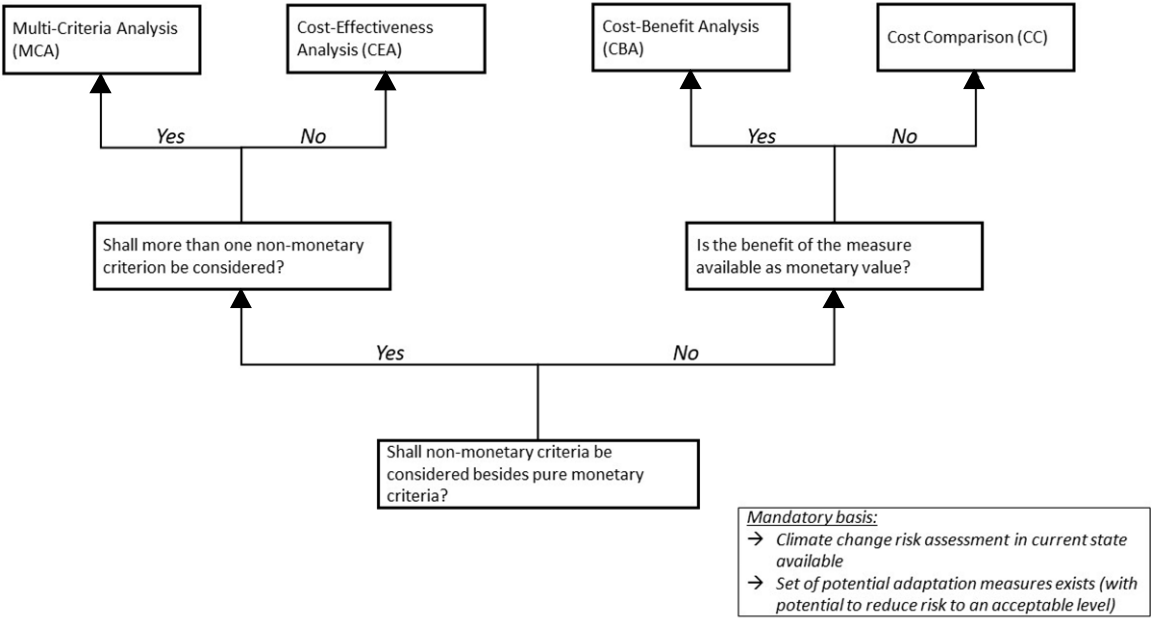 Multi-Criteria Analysis
(MCA)
Cost-Effectiveness
Analysis (CEA)
Cost-Benefit Analysis
(CBA)
Cost Comparison (CC)
Yes
No
Yes
No
Shall more than one non-monetary
criterion be considered?
Is the benefit of the measure
available as monetary value?
Yes
No
Shall non-monetary criteria be
considered besides pure monetary
criteria?
Mandatory basis:
→ Climate change risk assessment in current state
available
→ Set of potential adaptation measures exists (with
potential to reduce risk to an acceptable level)